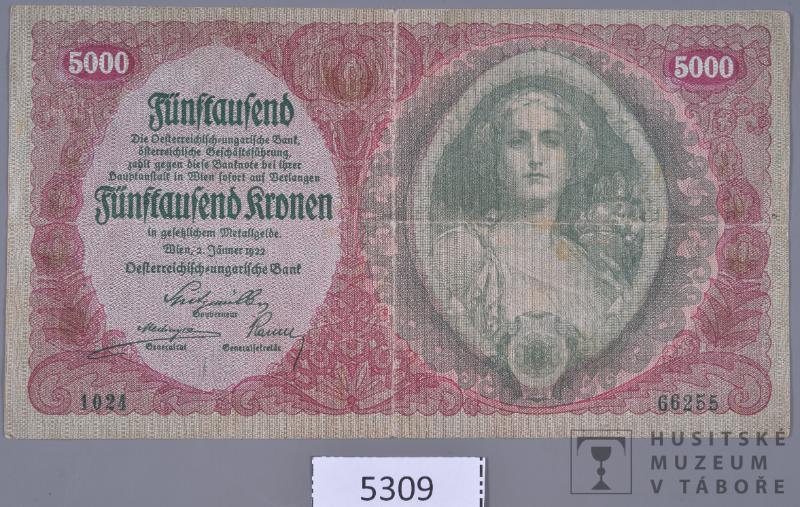 5000
5000
Fünftausend
Die Oesterreichisch-ungarische Bank,
österreichische Geschäftsführung,
zahlt gegen diese Banknote bei ihrer
Hauptanstalt in Wien sofort auf Verlangen
Fünftausend Kronen
in gesetzlichem Metallgelde.
Wien, 2. Jänner 1922
Oesterreichisch-ungarische Bank
Gouverneur
Generalrat
Generalsekretär
1024
66255
5309
HUSITSKÉ
MUZEUM
V TÁBOŘE